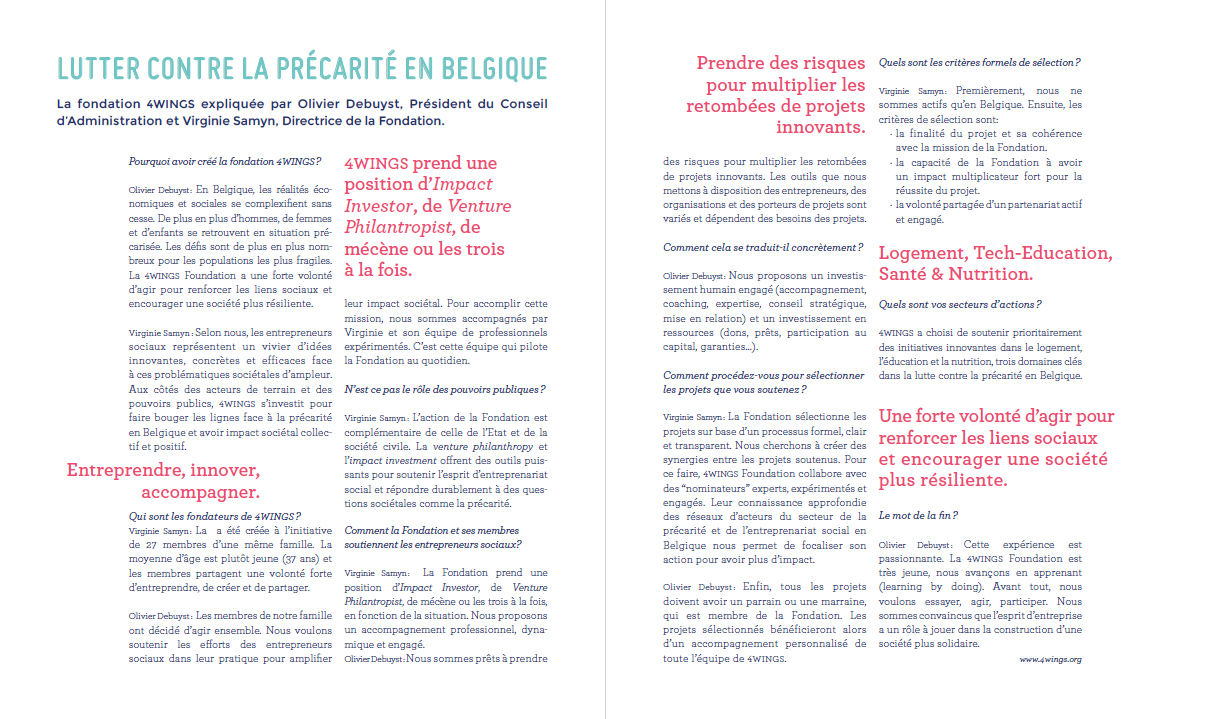 LUTTER CONTRE LA PRÉCARITÉ EN BELGIQUE
La fondation 4WINGS expliquée par Olivier Debuyst, Président du Conseil
d'Administration et Virginie Samyn, Directrice de la Fondation.
Pourquoi avoir créé la fondation 4WINGS ?
Olivier Debuyst : En Belgique, les réalités éco-
nomiques et sociales se complexifient sans
cesse. De plus en plus d'hommes, de femmes
et d'enfants se retrouvent en situation pré-
carisée. Les défis sont de plus en plus nom-
breux pour les populations les plus fragiles.
La 4WINGS Foundation a une forte volonté
d'agir pour renforcer les liens sociaux et
encourager une société plus résiliente.
Virginie Samyn : Selon nous, les entrepreneurs
sociaux représentent un vivier d'idées
innovantes, concrètes et efficaces face
à ces problématiques sociétales d'ampleur.
Aux côtés des acteurs de terrain et des
pouvoirs publics, 4WINGS s'investit pour
faire bouger les lignes face à la précarité
en Belgique et avoir impact sociétal collec-
tif et positif.
Entreprendre, innover,
accompagner.
Qui sont les fondateurs de 4WINGS ?
Virginie Samyn : La a été créée à l'initiative
de 27 membres d'une même famille. La
moyenne d'âge est plutôt jeune (37 ans) et
les membres partagent une volonté forte
d'entreprendre, de créer et de partager.
Olivier Debuyst : Les membres de notre famille
ont décidé d'agir ensemble. Nous voulons
soutenir les efforts des entrepreneurs
sociaux dans leur pratique pour amplifier
4WINGS prend une
position d'Impact
Investor, de Venture
Philantropist, de
mécène ou les trois
à la fois.
leur impact sociétal. Pour accomplir cette
mission, nous sommes accompagnés par
Virginie et son équipe de professionnels
expérimentés. C'est cette équipe qui pilote
la Fondation au quotidien.
N'est ce pas le rôle des pouvoirs publiques ?
Virginie Samyn : L'action de la Fondation est
complémentaire de celle de l'Etat et de la
société civile. La venture philanthropy et
l'impact investment offrent des outils puis-
sants pour soutenir l'esprit d'entreprenariat
social et répondre durablement à des ques-
tions sociétales comme la précarité.
Comment la Fondation et ses membres
soutiennent les entrepreneurs sociaux?
Virginie Samyn : La Fondation prend une
position d'Impact Investor, de Venture
Philantropist, de mécène ou les trois à la fois,
en fonction de la situation. Nous proposons
un accompagnement professionnel, dyna-
mique et engagé.
Olivier Debuyst : Nous sommes prêts à prendre
Prendre des risques
pour multiplier les
retombées de projets
innovants.
des risques pour multiplier les retombées
de projets innovants. Les outils que nous
mettons à disposition des entrepreneurs, des
organisations et des porteurs de projets sont
variés et dépendent des besoins des projets.
Comment cela se traduit-il concrètement ?
Olivier Debuyst : Nous proposons un investis-
sement humain engagé (accompagnement,
coaching, expertise, conseil stratégique,
mise en relation) et un investissement en
ressources (dons, prêts, participation au
capital, garanties...).
Comment procédez-vous pour sélectionner
les projets que vous soutenez ?
Virginie Samyn : La Fondation sélectionne les
projets sur base d'un processus formel, clair
et transparent. Nous cherchons à créer des
synergies entre les projets soutenus. Pour
ce faire, 4WINGS Foundation collabore avec
des "nominateurs" experts, expérimentés et
engagés. Leur connaissance approfondie
des réseaux d'acteurs du secteur de la
précarité et de l'entreprenariat social en
Belgique nous permet de focaliser son
action pour avoir plus d'impact.
Olivier Debuyst : Enfin, tous les projets
doivent avoir un parrain ou une marraine,
qui est membre de la Fondation. Les
projets sélectionnés bénéficieront alors
d'un accompagnement personnalisé de
toute l'équipe de 4WINGS.
Quels sont les critères formels de sélection ?
Virginie Samyn : Premièrement, nous ne
sommes actifs qu'en Belgique. Ensuite, les
critères de sélection sont:
· la finalité du projet et sa cohérence
avec la mission de la Fondation.
· la capacité de la Fondation à avoir
un impact multiplicateur fort pour la
réussite du projet.
· la volonté partagée d'un partenariat actif
et engagé.
Logement, Tech-Education,
Santé & Nutrition.
Quels sont vos secteurs d'actions ?
4WINGS a choisi de soutenir prioritairement
des initiatives innovantes dans le logement,
l'éducation et la nutrition, trois domaines clés
dans la lutte contre la précarité en Belgique.
Une forte volonté d'agir pour
renforcer les liens sociaux
et encourager une société
plus résiliente.
Le mot de la fin ?
Olivier Debuyst : Cette expérience est
passionnante. La 4WINGS Foundation est
très jeune, nous avançons en apprenant
(learning by doing). Avant tout, nous
voulons essayer, agir, participer. Nous
sommes convaincus que l'esprit d'entreprise
a un rôle à jouer dans la construction d'une
société plus solidaire.
www.4wings.org